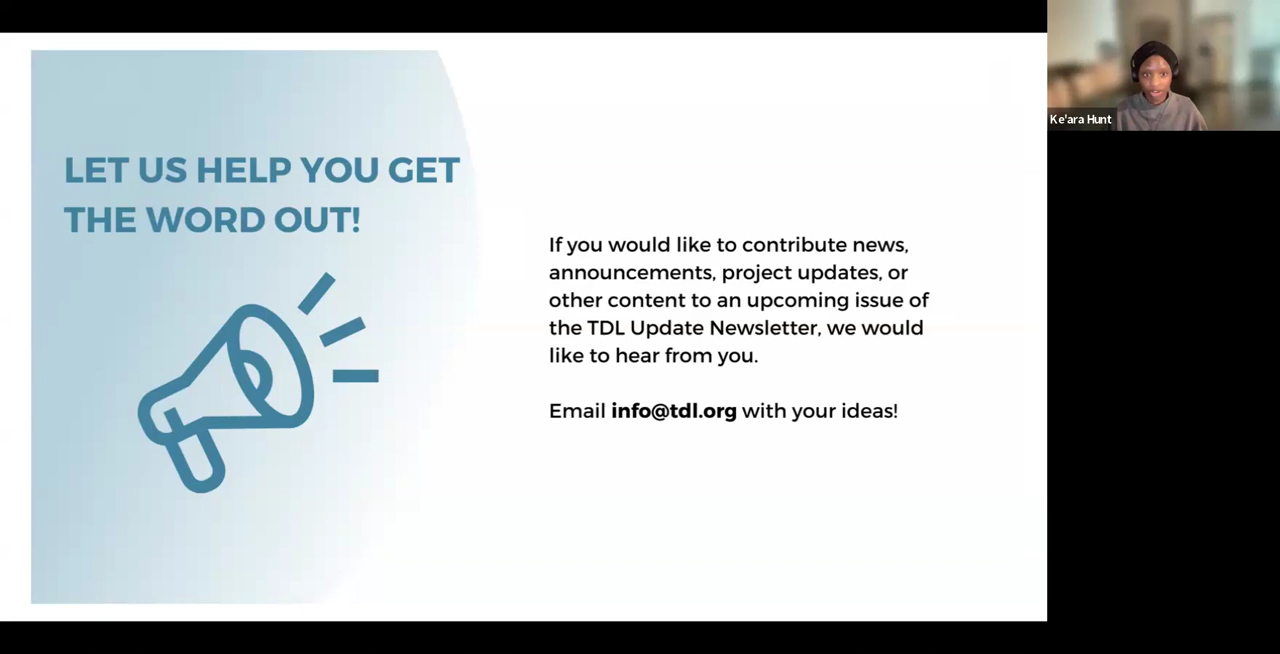 LET US HELP YOU GET
THE WORD OUT!
If you would like to contribute news,
announcements, project updates, or
other content to an upcoming issue of
the TDL Update Newsletter, we would
like to hear from you.
Email info@tdl.org with your ideas!
Ke'ara Hunt